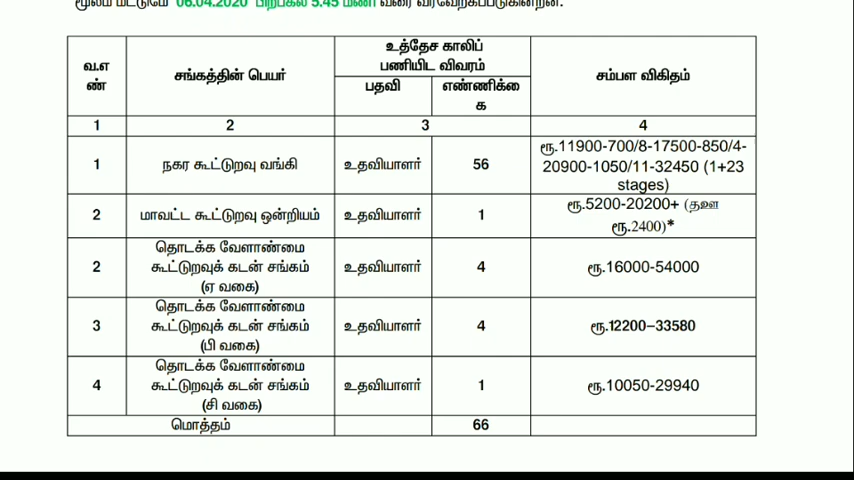 மூலம் மட்டுமே 06.04.2020 பிற்பகல் 5.45 மணி வரை வரவேற்கப்படுகின்றன.
வ.எ
ண்
சங்கத்தின் பெயர்
உத்தேச காலிப்
பணியிட விவரம்
சம்பள விகிதம்
பதவி
எண்ணிக்கை
க
1 2 3 4
1 நகர கூட்டுறவு வங்கி உதவியாளர் 56
ரூ.11900-700/8-17500-850/4-
20900-1050/11-32450 (1+23
stages)
2 மாவட்ட கூட்டுறவு ஒன்றியம் உதவியாளர் 1
ரூ.5200-20200+ (தஊ
ரூ.2400)*
தொடக்க வேளாண்மை
2 கூட்டுறவுக் கடன் சங்கம் உதவியாளர் 4 ரூ.16000-54000
(ஏ வகை)
தொடக்க வேளாண்மை
3 கூட்டுறவுக் கடன் சங்கம் உதவியாளர் 4 ரூ.12200–33580
(பி வகை)
தொடக்க வேளாண்மை
4 கூட்டுறவுக் கடன் சங்கம் உதவியாளர் 1 ரூ.10050-29940
(சி வகை)
மொத்தம் 66